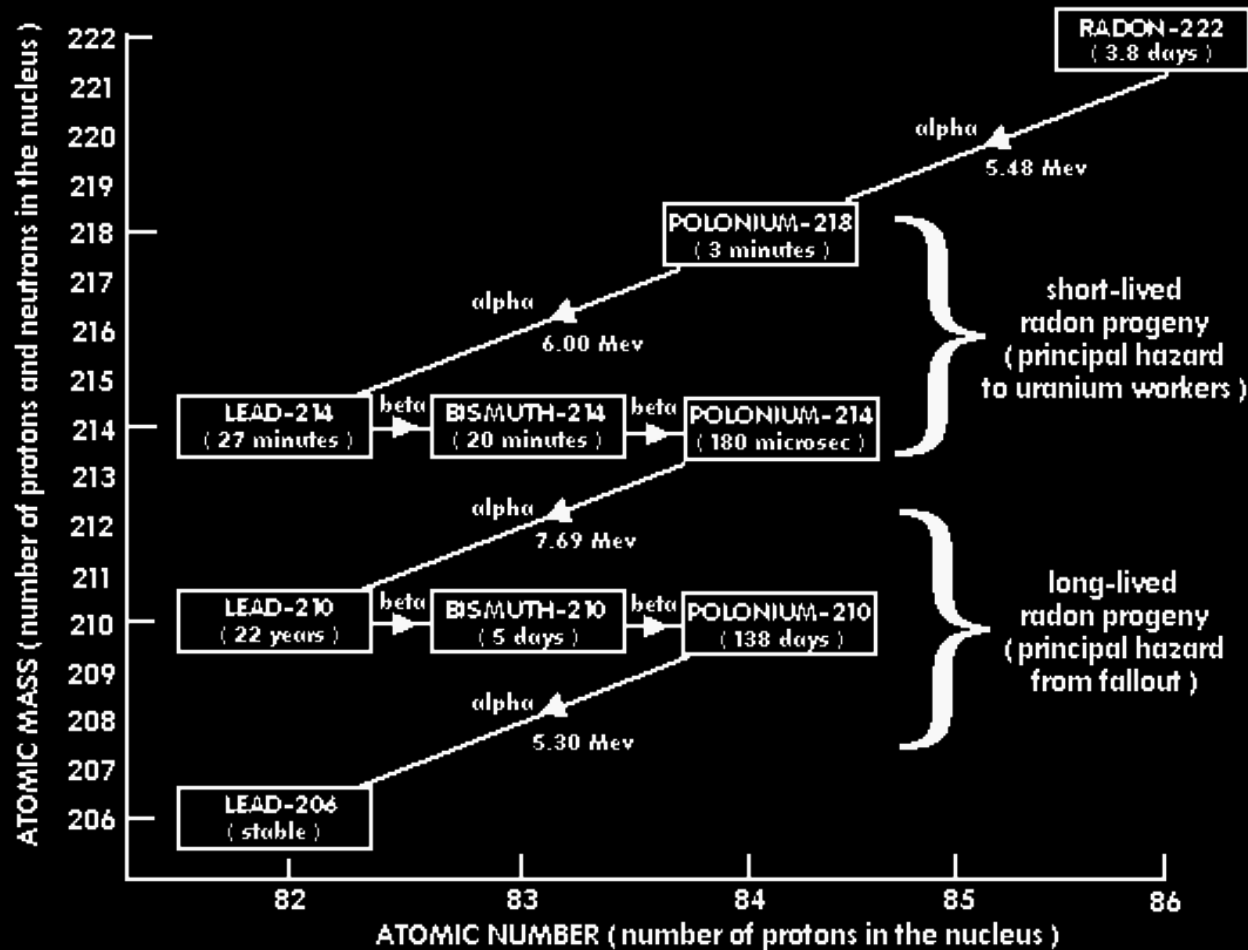 ATOMIC MASS ( number of protons and neutrons in the nucleus )
222
221
220
219
218
217
216
215
214
213
212
211
210
209
208
207
206
RADON-222
( 3.8 days )
alpha
5.48 Mev
POLONIUM-218
( 3 minutes )
alpha
6.00 Mev
short-lived
radon progeny
( principal hazard
to uranium workers )
LEAD-214
( 27 minutes )
beta
BISMUTH-214
( 20 minutes )
beta
POLONIUM-214
( 180 microsec )
alpha
7.69 Mev
LEAD-210
( 22 years )
beta
BISMUTH-210
( 5 days )
beta
POLONIUM-210
( 138 days )
long-lived
radon progeny
( principal hazard
from fallout )
alpha
5.30 Mev
LEAD-206
( stable )
82
83
84
85
86
ATOMIC NUMBER ( number of protons in the nucleus )